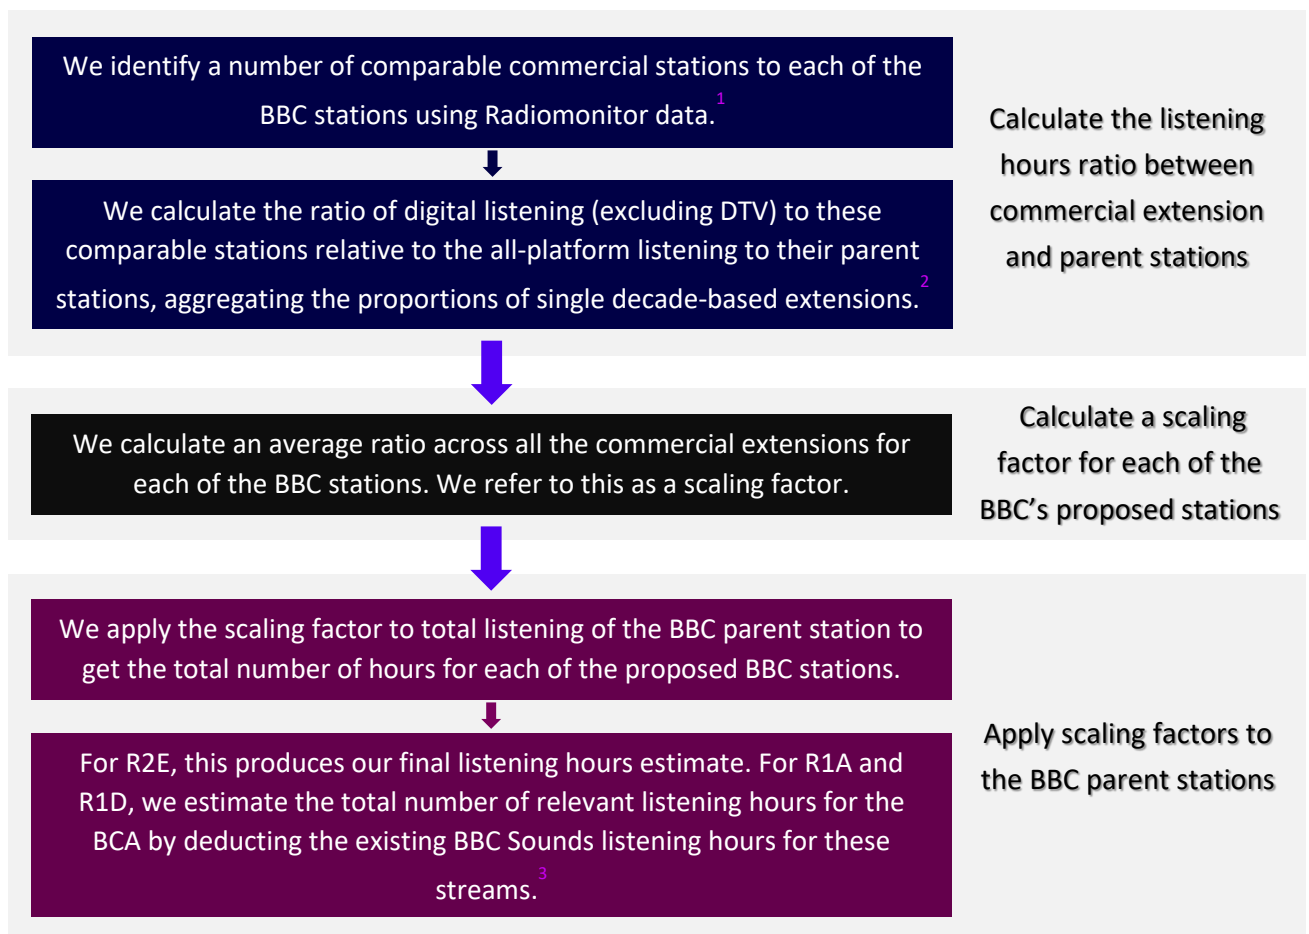 We identify a number of comparable commercial stations to each of the
BBC stations using Radiomonitor data.1
Calculate the listening
hours ratio between
commercial extension
and parent stations
We calculate the ratio of digital listening (excluding DTV) to these
comparable stations relative to the all-platform listening to their parent
stations, aggregating the proportions of single decade-based extensions.2
We calculate an average ratio across all the commercial extensions for
each of the BBC stations. We refer to this as a scaling factor.
Calculate a scaling
factor for each of the
BBC’s proposed stations
We apply the scaling factor to total listening of the BBC parent station to
get the total number of hours for each of the proposed BBC stations.
For R2E, this produces our final listening hours estimate. For R1A and
R1D, we estimate the total number of relevant listening hours for the
BCA by deducting the existing BBC Sounds listening hours for these
streams.3
Apply scaling factors to
the BBC parent stations